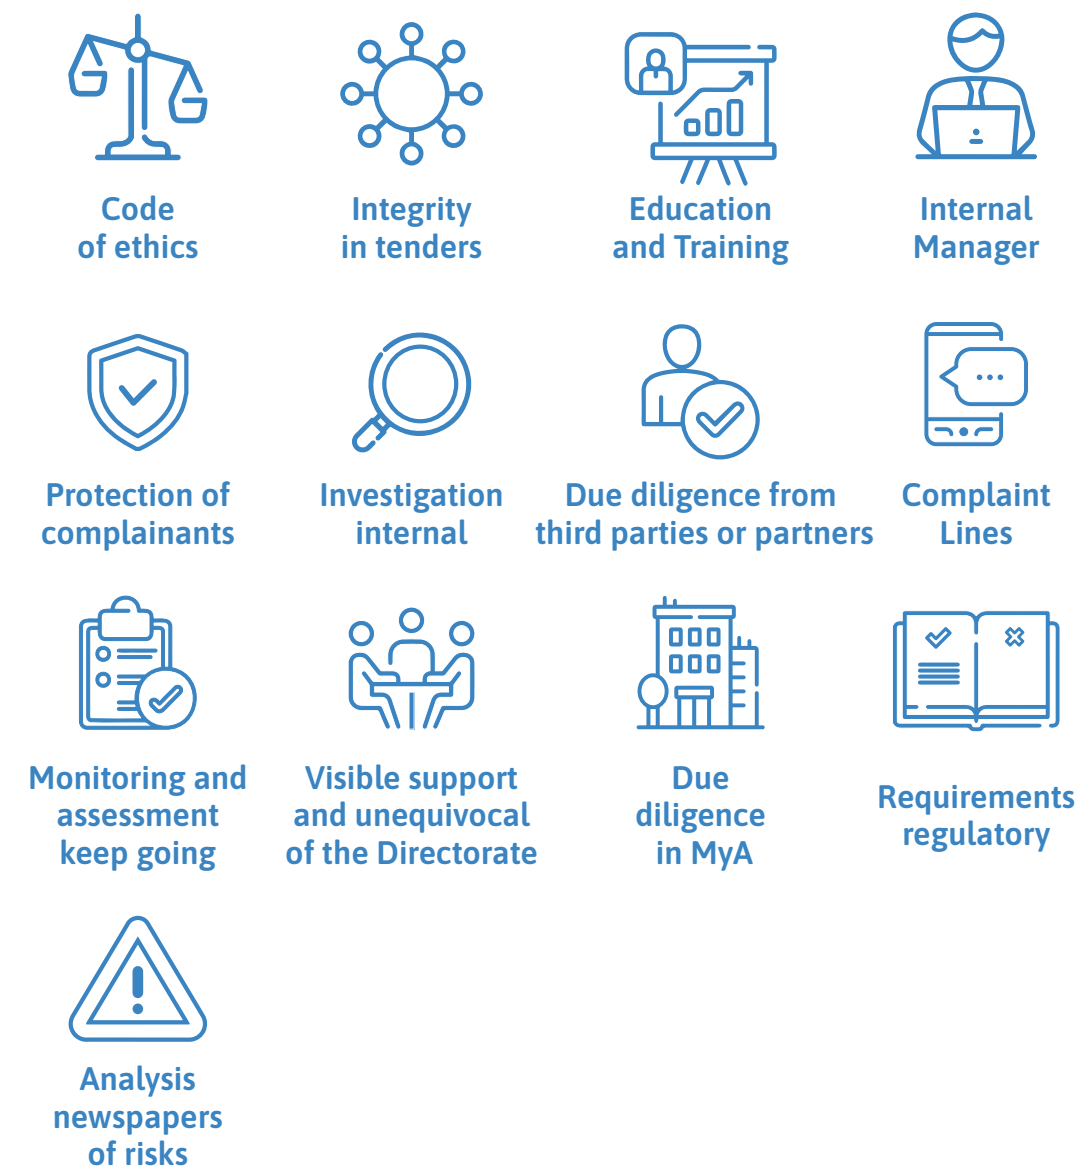 Code
of ethics
Integrity
in tenders
Education
and Training
Internal
Manager
Protection of
complainants
Investigation
internal
Due diligence from
third parties or partners
Complaint
Lines
Monitoring and
assessment
keep going
Visible support
and unequivocal
of the Directorate
Due
diligence
in MyA
Requirements
regulatory
Analysis
newspapers
of risks